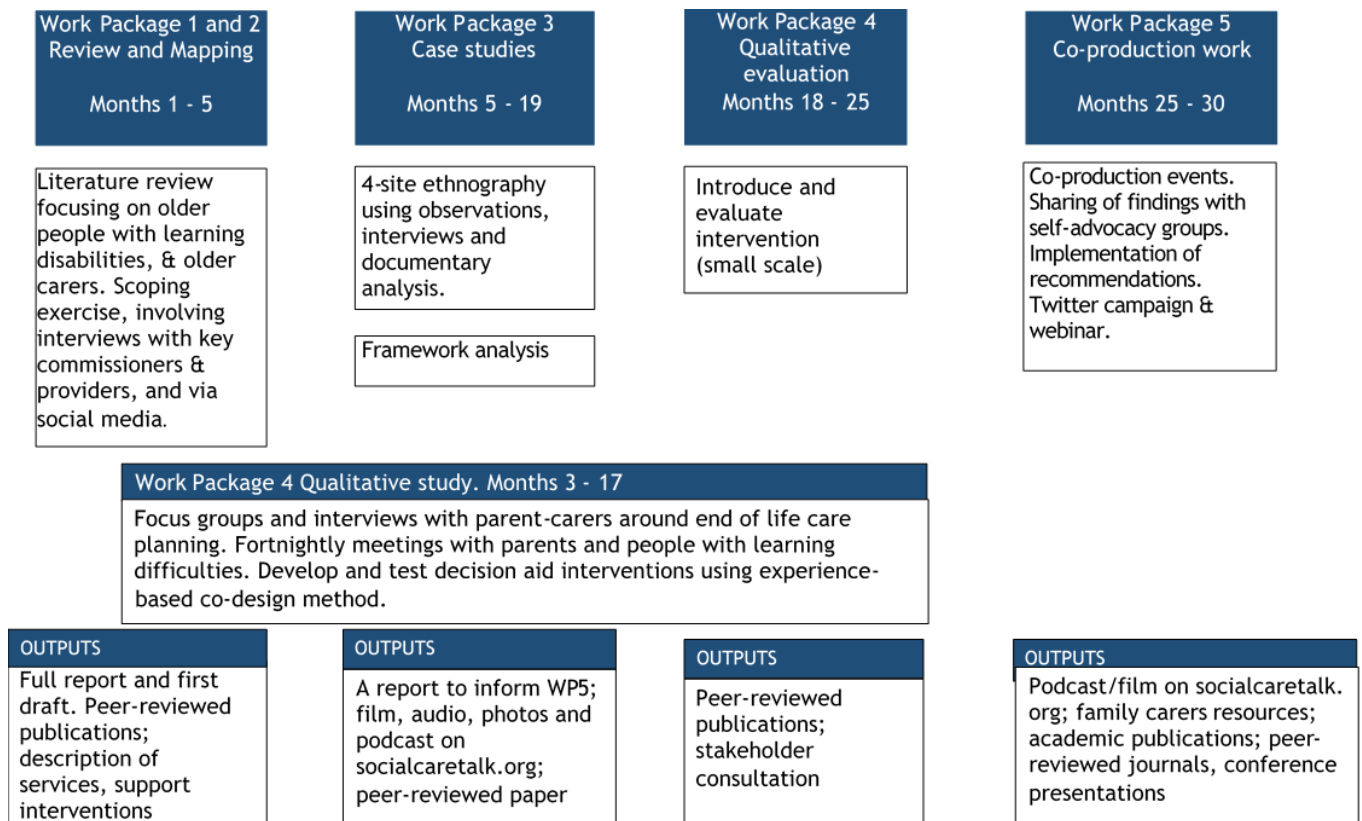 Work Package 1 and 2
Review and Mapping
Months 1 - 5
Work Package 3
Case studies
Months 5 - 19
Work Package 4
Qualitative
evaluation
Months 18 - 25
Work Package 5
Co-production work
Months 25 - 30
Literature review
focusing on older
people with learning
disabilities, & older
carers. Scoping
exercise, involving
interviews with key
commissioners &
providers, and via
social media.
4-site ethnography
using observations,
interviews and
documentary
analysis.
Framework analysis
Introduce and
evaluate
intervention
(small scale)
Co-production events.
Sharing of findings with
self-advocacy groups.
Implementation of
recommendations.
Twitter campaign &
webinar.
Work Package 4 Qualitative study. Months 3 - 17
Focus groups and interviews with parent-carers around end of life care
planning. Fortnightly meetings with parents and people with learning
difficulties. Develop and test decision aid interventions using experience-
based co-design method.
OUTPUTS
Full report and first
draft. Peer-reviewed
publications;
description of
services, support
interventions
OUTPUTS
A report to inform WP5;
film, audio, photos and
podcast on
socialcaretalk.org;
peer-reviewed paper
OUTPUTS
Peer-reviewed
publications;
stakeholder
consultation
OUTPUTS
Podcast/film on socialcaretalk.
org; family carers resources;
academic publications; peer-
reviewed journals, conference
presentations